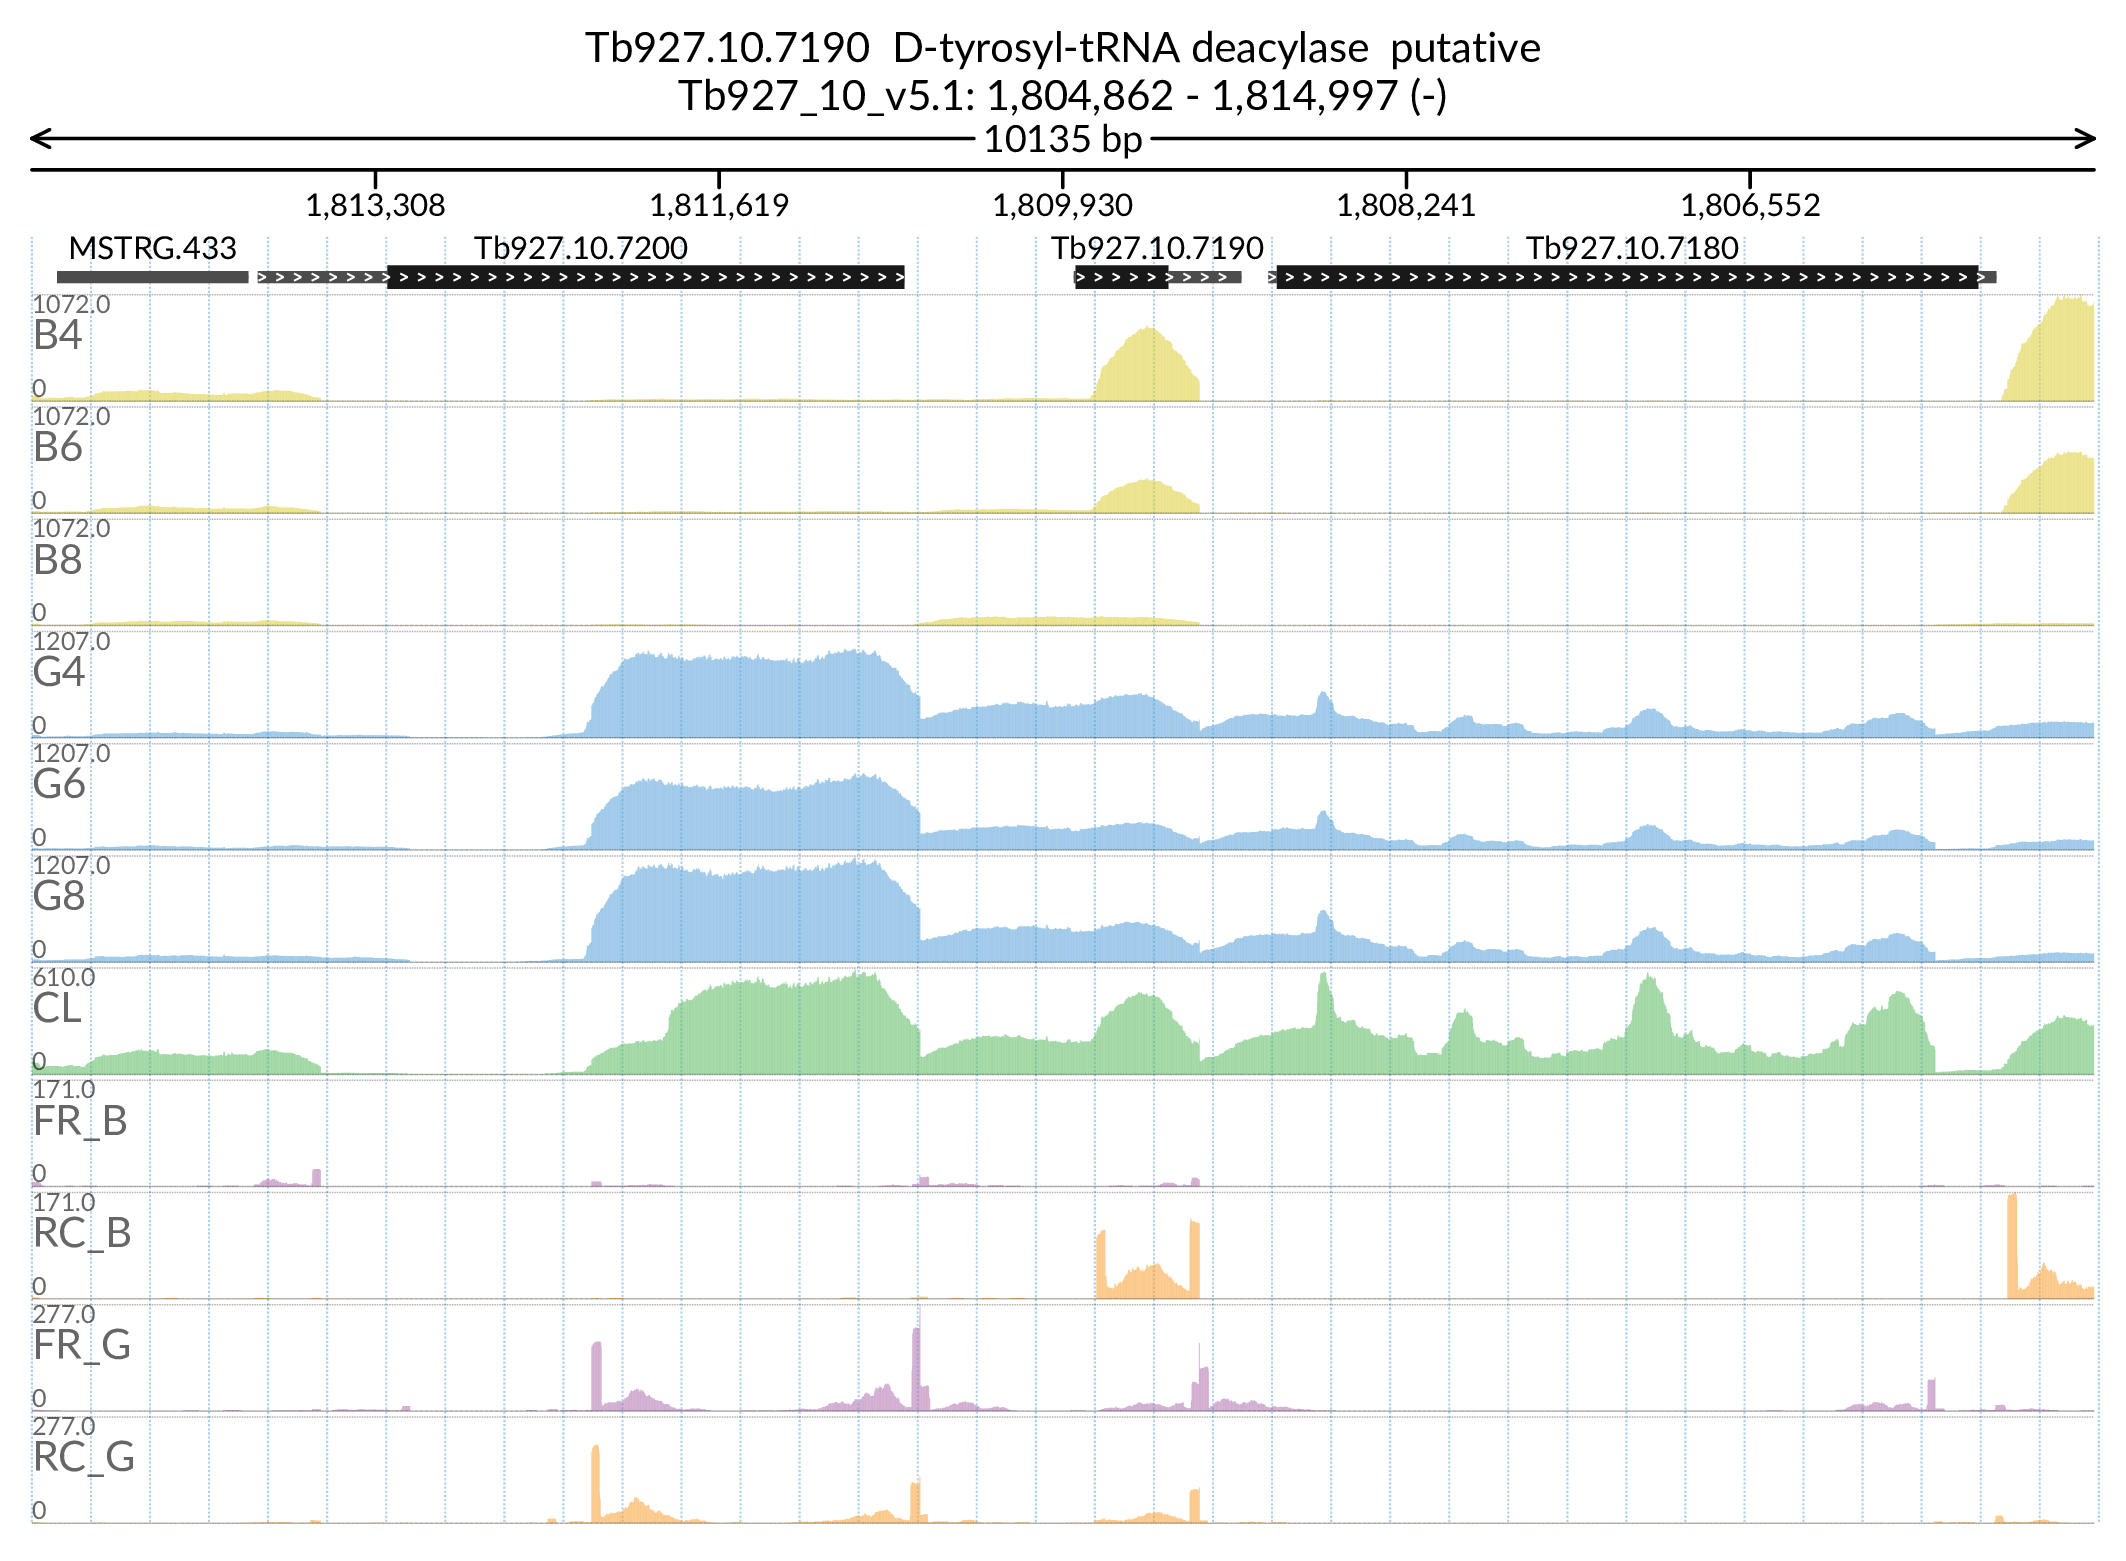 Tb927.10.7190  D-tyrosyl-tRNA deacylase  putative
Tb927_10_v5.1: 1,804,862 - 1,814,997 (-)
10135 bp
1,813,308 1,811,619 1,809,930 1,808,241 1,806,552
MSTRG.433 Tb927.10.7200 Tb927.10.7190 Tb927.10.7180
1072.0
B4
0
1072.0
B6
0
1072.0
B8
0
1207.0
G4
0
1207.0
G6
0
1207.0
G8
0
610.0
CL
0
171.0
FR_B
0
171.0
RC_B
0
277.0
FR_G
0
277.0
RC_G
0